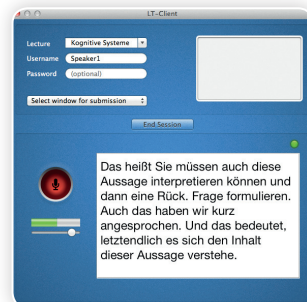 LT-Client
Lecture Kognitive Systeme
Username Speaker1
Password (optional)
Select window for submission
End Session
Das heißt Sie müssen auch diese
Aussage interpretieren können und
dann eine Rück. Frage formulieren.
Auch das haben wir kurz
angesprochen. Und das bedeutet,
letztendlich es sich den Inhalt
dieser Aussage verstehe.